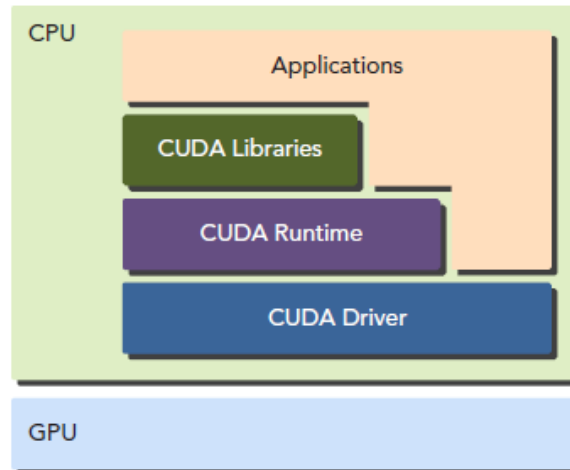 CPU
Applications
CUDA Libraries
CUDA Runtime
CUDA Driver
GPU